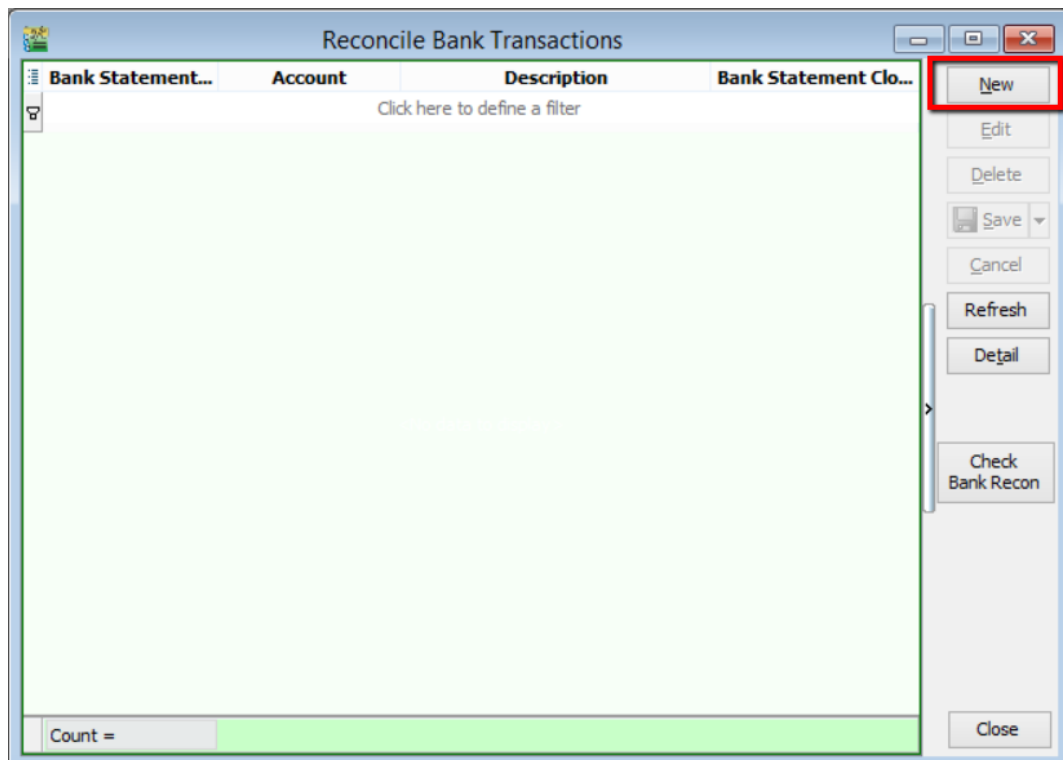 Reconcile Bank Transactions
Bank Statement... Account Description Bank Statement Clo...
Click here to define a filter
New
Edit
Delete
Save
Cancel
Refresh
Detail
Check
Bank Recon
Count =
Close